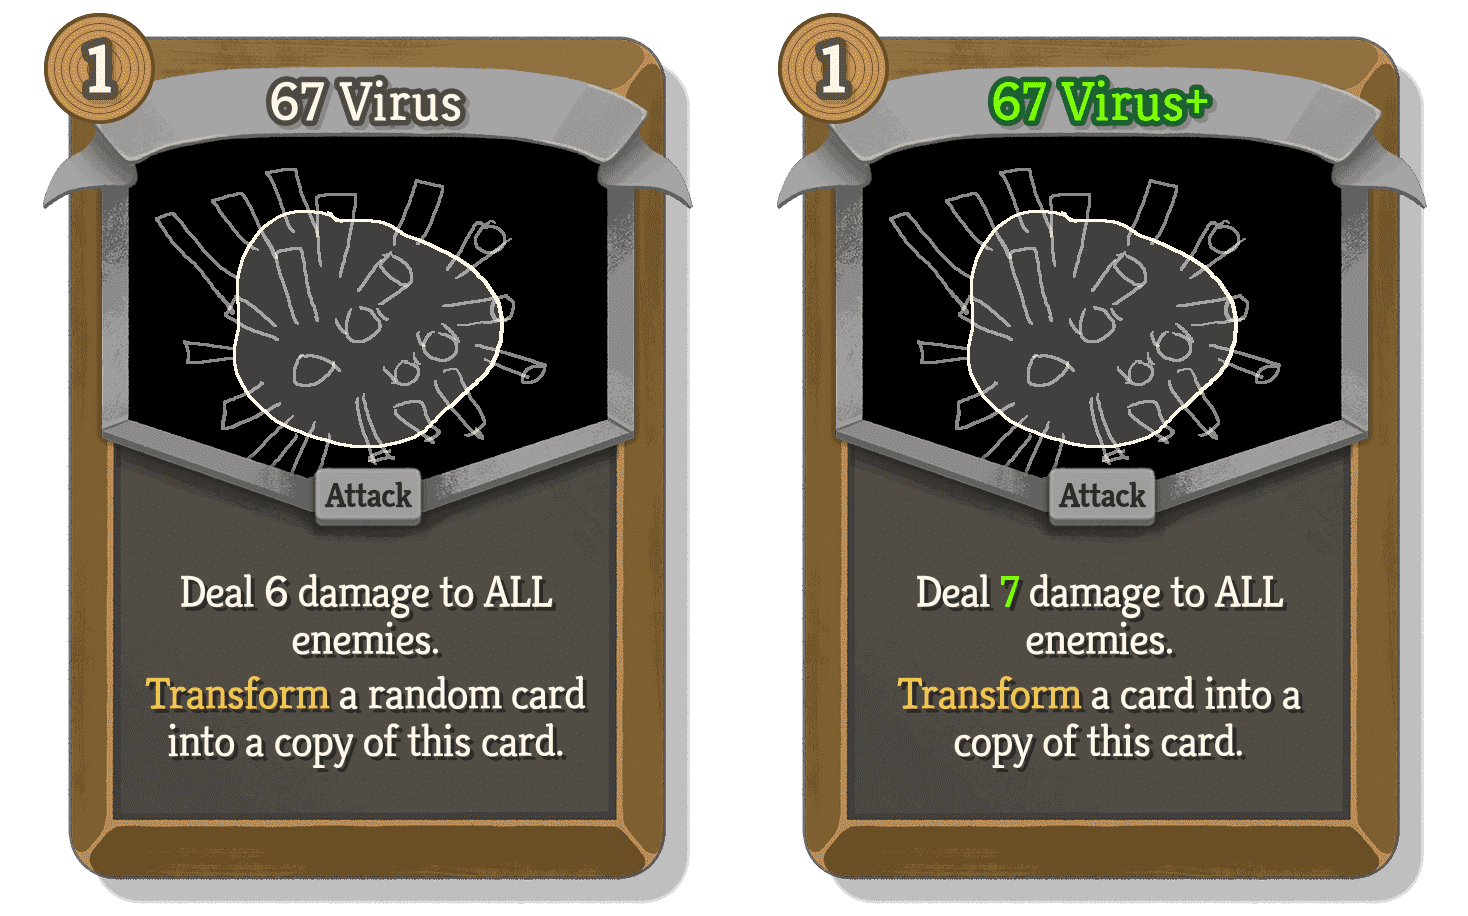 1
67 Virus
Attack
Deal 6 damage to ALL
enemies.
Transform a random card
into a copy of this card.
1
67 Virus+
Attack
Deal 7 damage to ALL
enemies.
Transform a card into a
copy of this card.